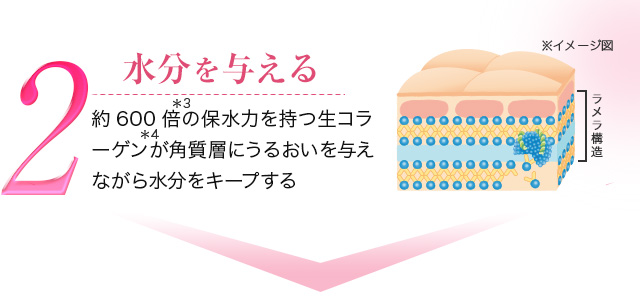 2
水分を与える
※イメージ図
約600倍*3の保水力を持つ生コラ
ーゲン*4が角質層にうるおいを与え
ながら水分をキープする
ラメラ構造